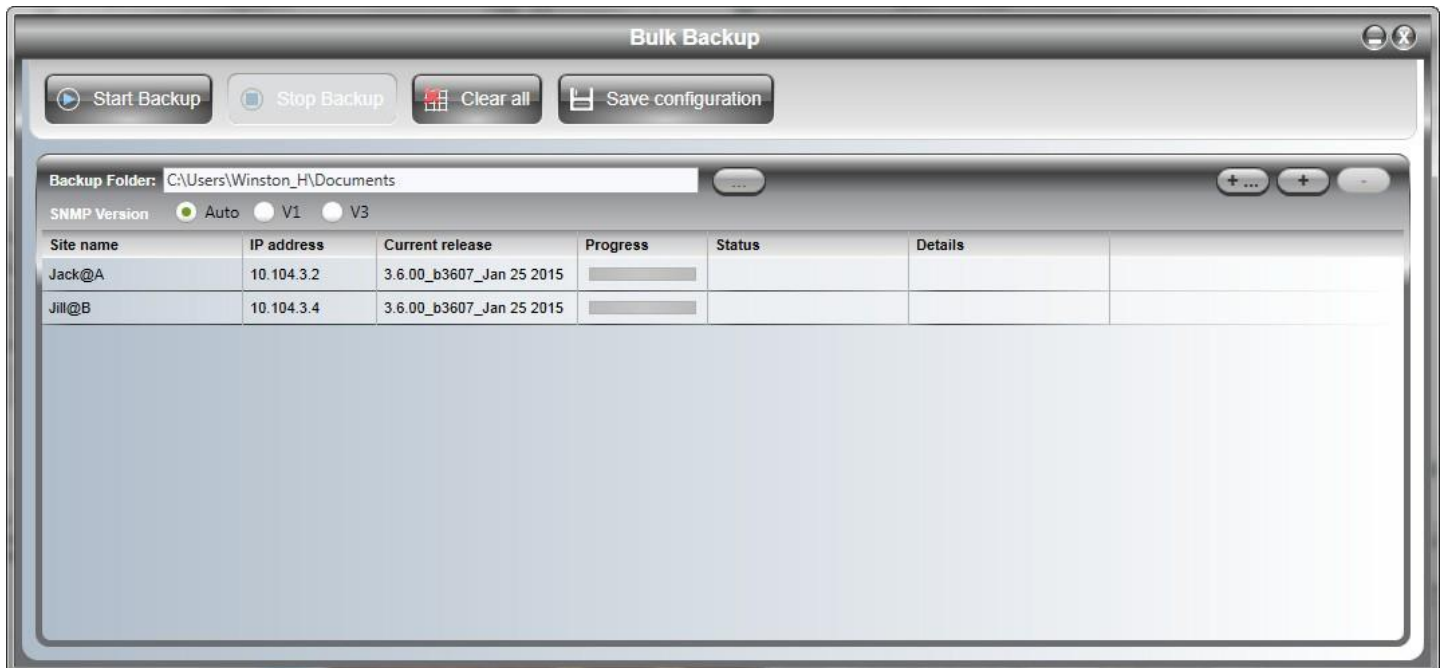 Bulk Backup
Start Backup Stop Backup Clear all Save configuration
Backup Folder: C:\Users\Winston_H\Documents ... + ... + -
SNMP Version Auto V1 V3
Site name IP address Current release Progress Status Details
Jack@A 10.104.3.2 3.6.00_b3607_Jan 25 2015
Jill@B 10.104.3.4 3.6.00_b3607_Jan 25 2015